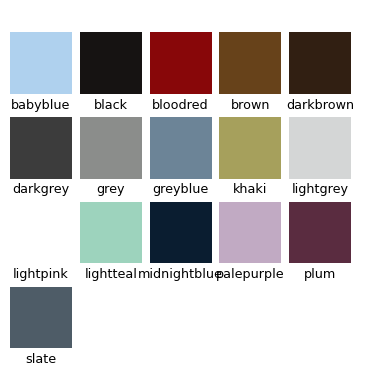 babyblue black bloodred brown darkbrown
darkgrey grey greyblue khaki lightgrey
lightpink lightteal midnightblue palepurple plum
slate